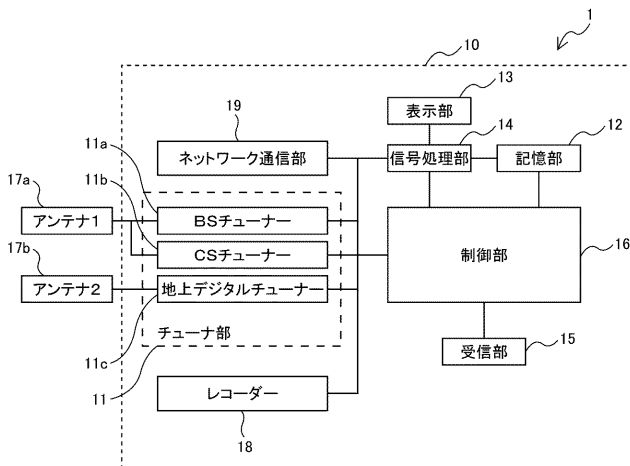 1
10
13
表示部
19
14
12
11a
ネットワーク通信部
信号処理部
記憶部
11b
17a
アンテナ1
BSチューナー
17b
CSチューナー
制御部
16
アンテナ2
地上デジタルチューナー
チューナ部
11c
受信部
15
11
レコーダー
18